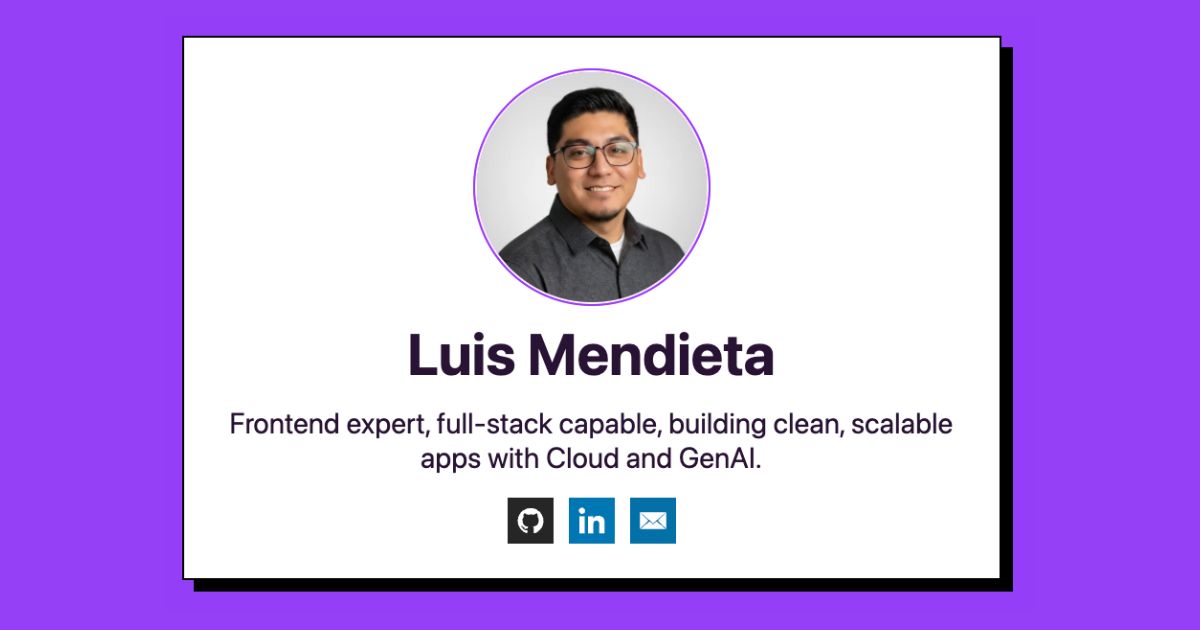 Luis Mendieta
Frontend expert, full-stack capable, building clean, scalable
apps with Cloud and GenAI.
in